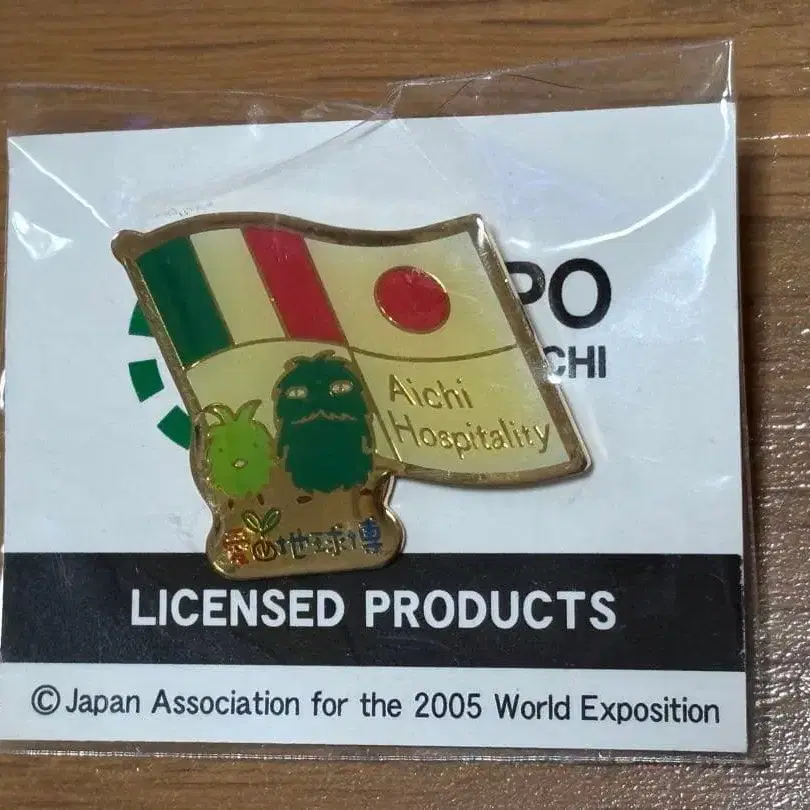 PO
CHI
Aichi
Hospitality
愛・地球博
LICENSED PRODUCTS
©Japan Association for the 2005 World Exposition